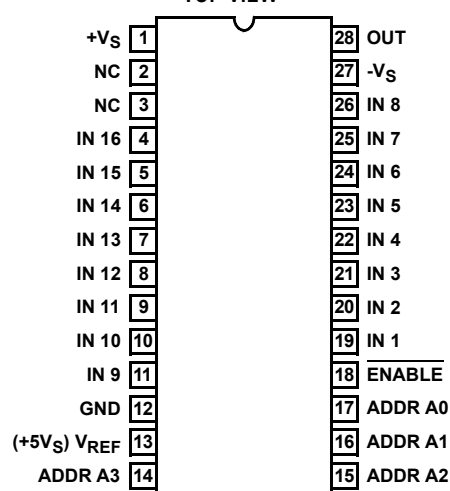 +VS 1 28 OUT
NC 2 27 -VS
NC 3 26 IN 8
IN 16 4 25 IN 7
IN 15 5 24 IN 6
IN 14 6 23 IN 5
IN 13 7 22 IN 4
IN 12 8 21 IN 3
IN 11 9 20 IN 2
IN 10 10 19 IN 1
IN 9 11 18 ENABLE
GND 12 17 ADDR A0
(+5VS) VREF 13 16 ADDR A1
ADDR A3 14 15 ADDR A2